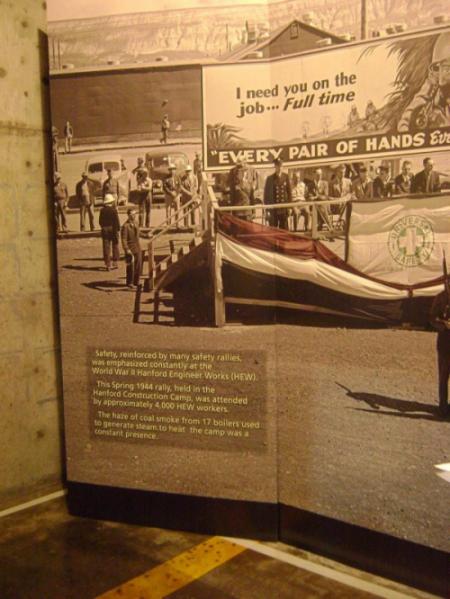 I need you on the
job... Full time
"EVERY PAIR OF HANDS
Safety, reinforced by many safety rallies,
was emphasized constantly at the
World War II Hanford Engineer Works (HEW).
This Spring 1944 rally, held in the
Hanford Construction Camp, was attended
by approximately 4,000 HEW workers.
The haze of coal smoke from 17 boilers used
to generate steam to heat the camp was a
constant presence.